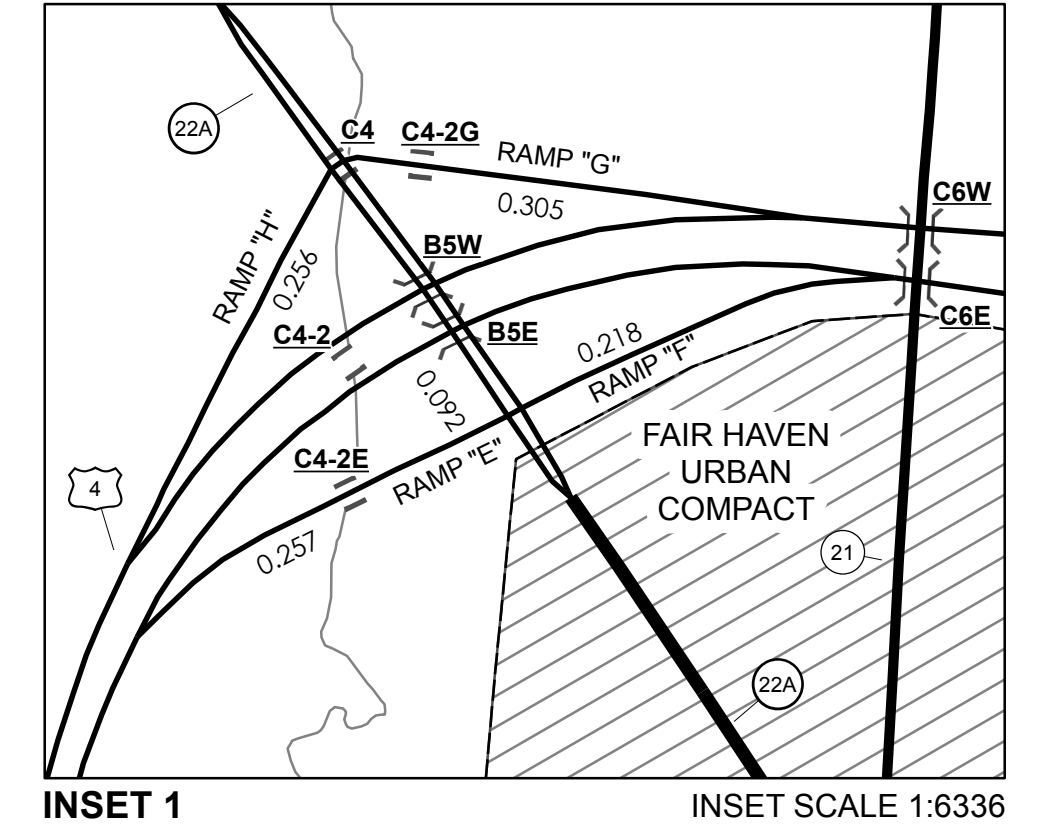 22A
C4
C4-2G
RAMP "G"
0.305
C6W
RAMP "H"
0.256
B5W
C4-2
B5E
C6E
0.218
RAMP "F"
0.092
FAIR HAVEN
URBAN
COMPACT
C4-2E
RAMP "E"
4
0.257
21
22A
INSET 1
INSET SCALE 1:6336